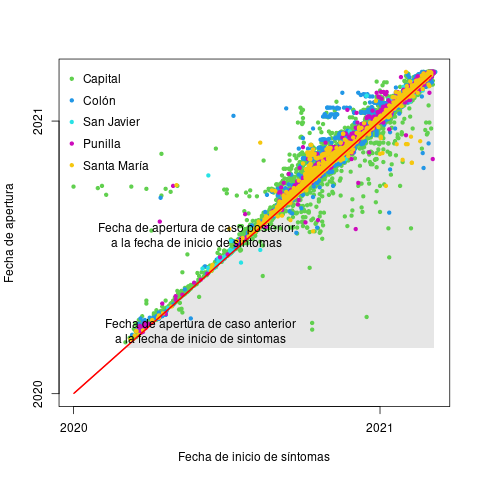 Capital
Colón
San Javier
Punilla
Santa María
2021
Fecha de apertura
Fecha de apertura de caso posterior
a la fecha de inicio de síntomas
Fecha de apertura de caso anterior
a la fecha de inicio de síntomas
2020
2020
2021
Fecha de inicio de síntomas